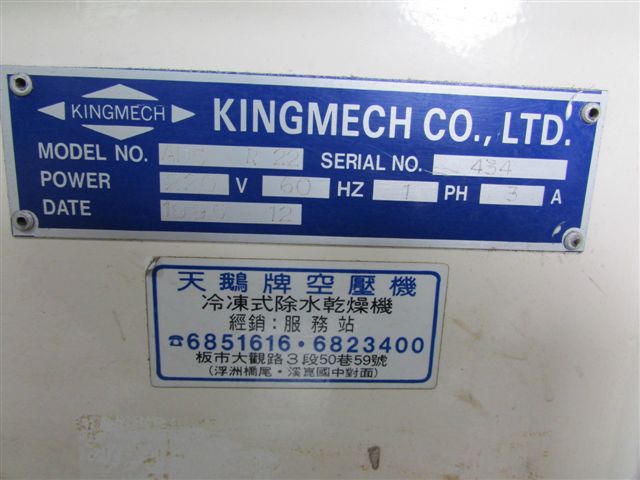 KINGMECH
KINGMECH CO., LTD.
MODEL NO. R 22 SERIAL NO. 434
POWER 220 V 60 HZ 1 PH 3 A
DATE 1996 12
天鵝牌空壓機
冷凍式除水乾燥機
經銷:服務站
☎6851616・6823400
板市大觀路3段50巷59號
(浮洲橋尾・溪崑國中對面)